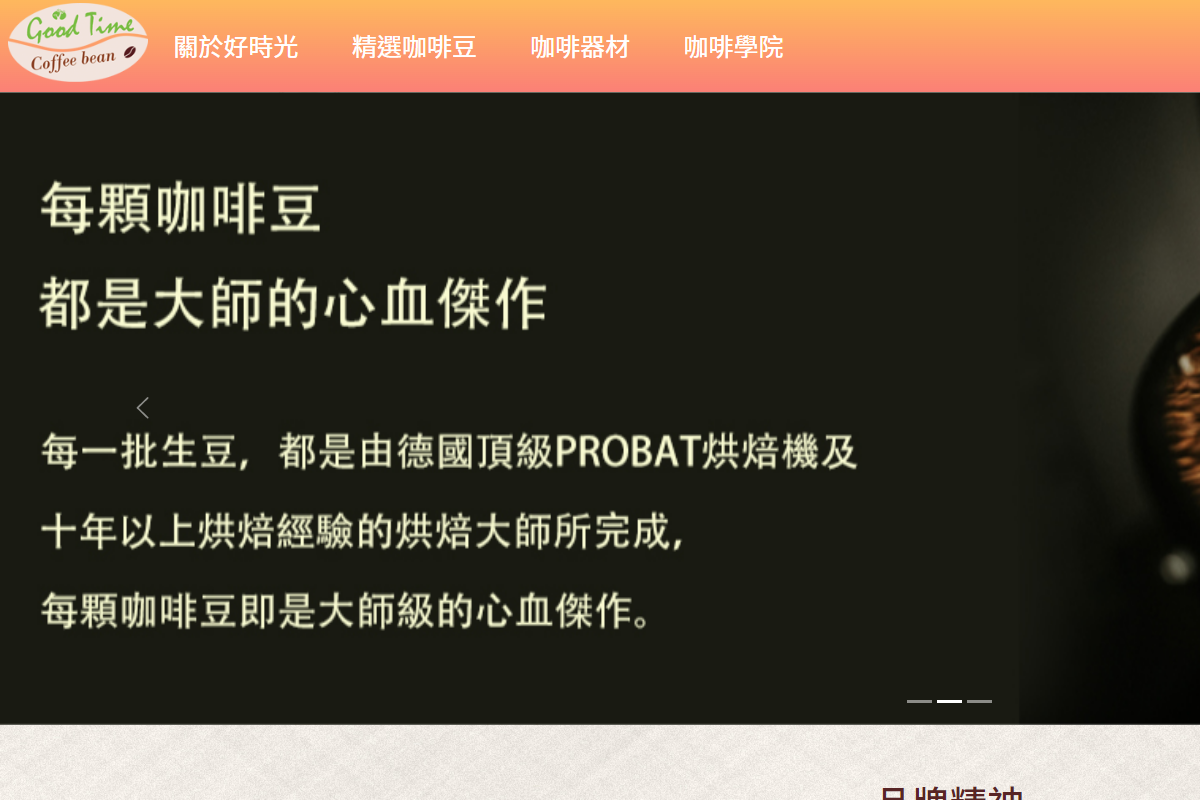 Good Time
Coffee bean
關於好時光 精選咖啡豆 咖啡器材 咖啡學院
每顆咖啡豆
都是大師的心血傑作
每一批生豆，都是由德國頂級PROBAT烘焙機及
十年以上烘焙經驗的烘焙大師所完成，
每顆咖啡豆即是大師級的心血傑作。
品牌精神